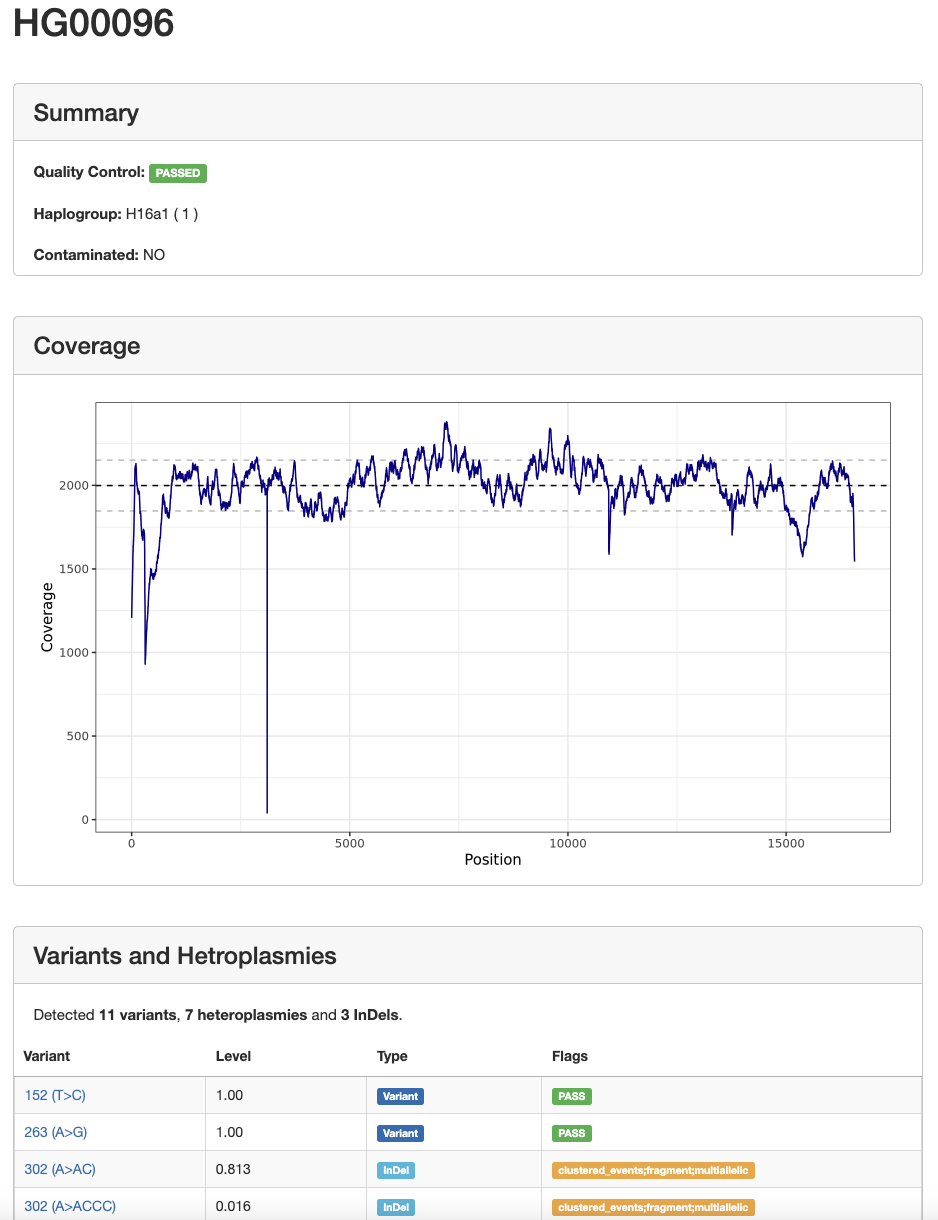 HG00096
Summary
Quality Control: PASSED
Haplogroup: H16a1 ( 1 )
Contaminated: NO
Coverage
2000
1500
1000
500
0
Coverage
0 5000 10000 15000
Position
Variants and Hetroplasmies
Detected 11 variants, 7 heteroplasmies and 3 InDels.
Variant Level Type Flags
152 (T>C) 1.00 Variant PASS
263 (A>G) 1.00 Variant PASS
302 (A>AC) 0.813 InDel clustered_events;fragment;multiallelic
302 (A>ACCC) 0.016 InDel clustered_events;fragment;multiallelic